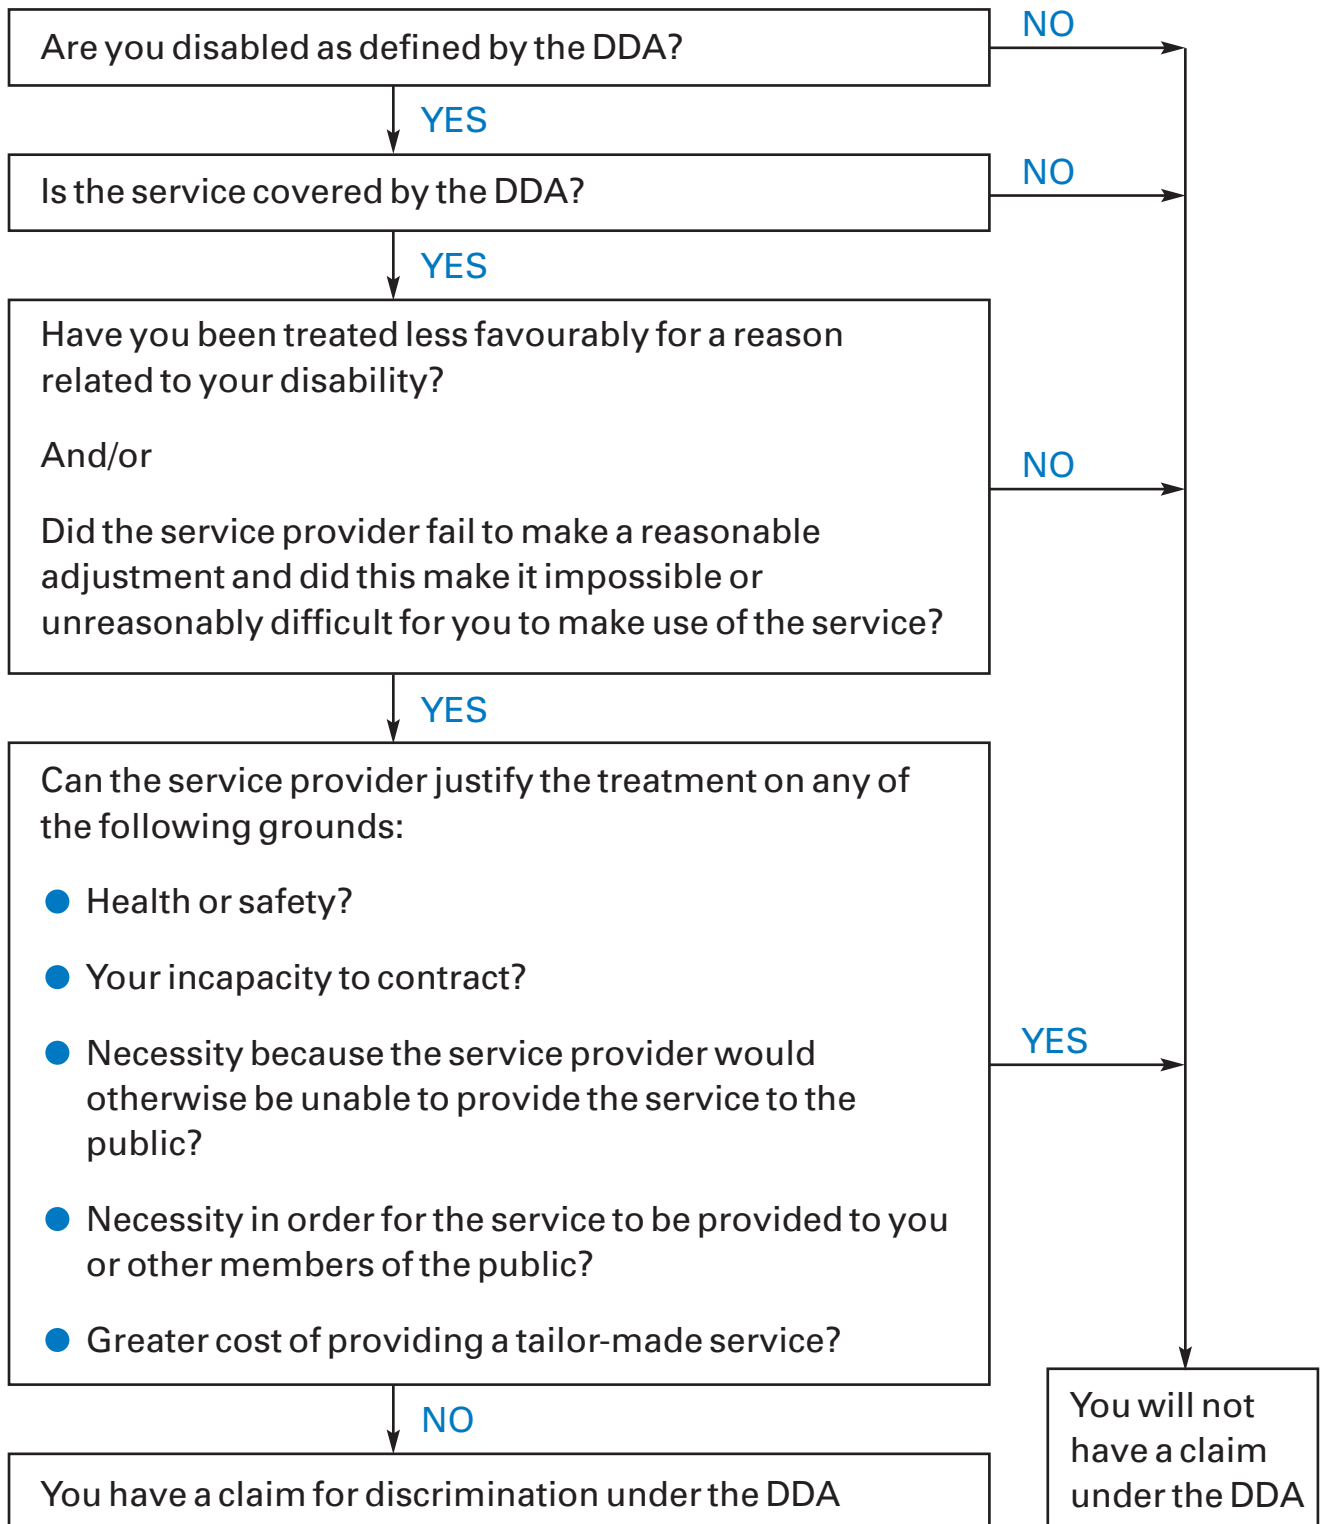 Are you disabled as defined by the DDA?
NO
YES
Is the service covered by the DDA?
NO
YES
Have you been treated less favourably for a reason
related to your disability?
And/or
Did the service provider fail to make a reasonable
adjustment and did this make it impossible or
unreasonably difficult for you to make use of the service?
NO
YES
Can the service provider justify the treatment on any of
the following grounds:
● Health or safety?
● Your incapacity to contract?
● Necessity because the service provider would
otherwise be unable to provide the service to the
public?
● Necessity in order for the service to be provided to you
or other members of the public?
● Greater cost of providing a tailor-made service?
YES
NO
You have a claim for discrimination under the DDA
You will not
have a claim
under the DDA